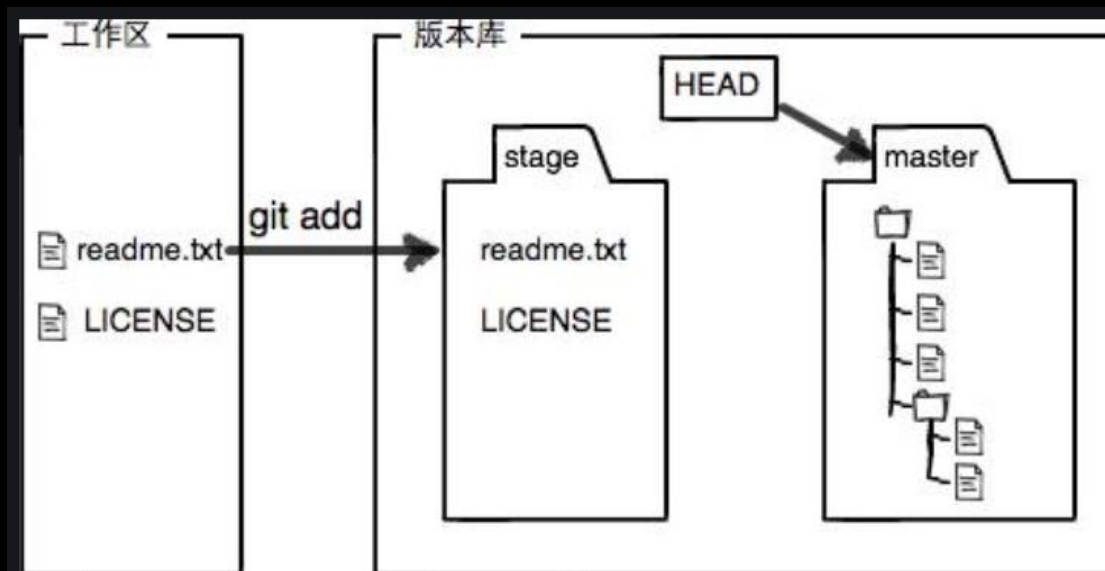 工作区
版本库
HEAD
stage
master
git add
readme.txt
readme.txt
LICENSE
LICENSE